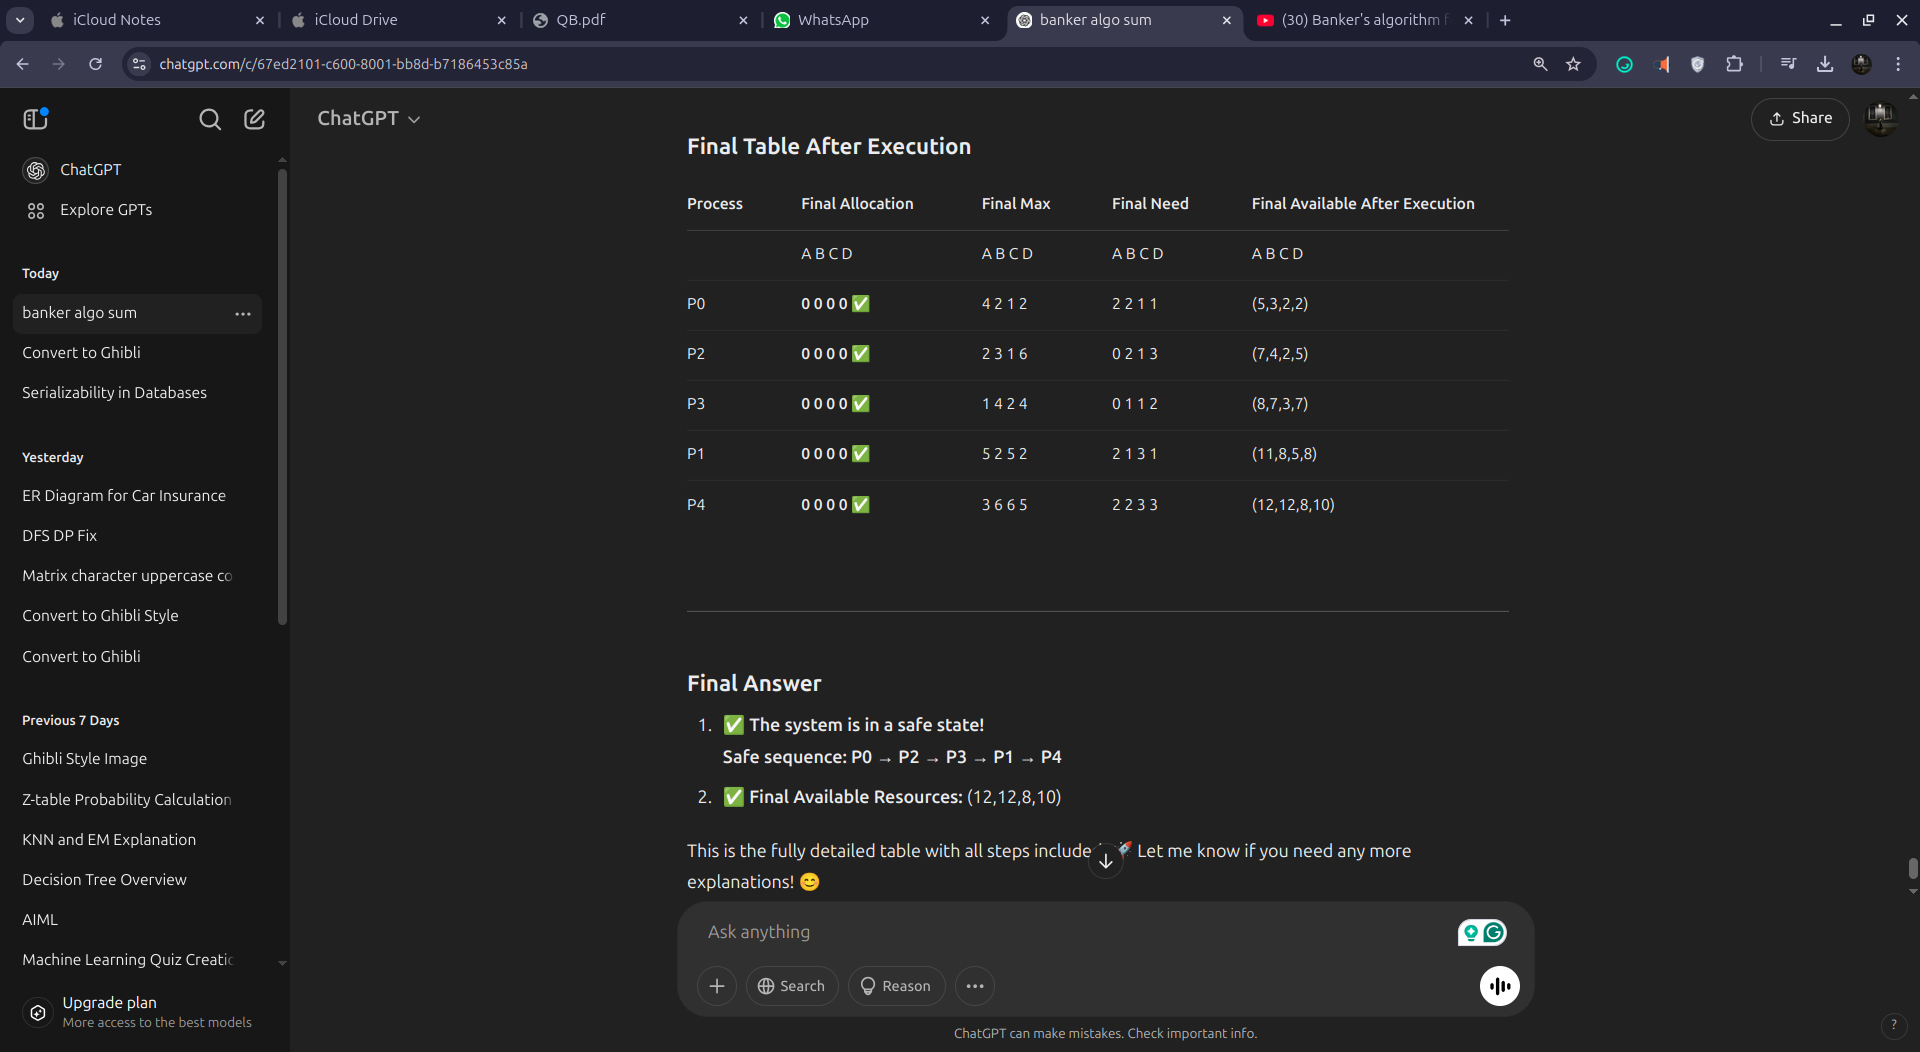 iCloud Notes
iCloud Drive
QB.pdf
WhatsApp
banker algo sum
(30) Banker's algorithm f
chatgpt.com/c/67ed2101-c600-8001-bb8d-b7186453c85a
ChatGPT
Share
ChatGPT
Explore GPTs
Today
banker algo sum
Convert to Ghibli
Serializability in Databases
Yesterday
ER Diagram for Car Insurance
DFS DP Fix
Matrix character uppercase co
Convert to Ghibli Style
Convert to Ghibli
Previous 7 Days
Ghibli Style Image
Z-table Probability Calculation
KNN and EM Explanation
Decision Tree Overview
AIML
Machine Learning Quiz Creatic
Upgrade plan
More access to the best models
Final Table After Execution
Process Final Allocation Final Max Final Need Final Available After Execution
A B C D A B C D A B C D A B C D
P0 0 0 0 0 ✅ 4 2 1 2 2 2 1 1 (5,3,2,2)
P2 0 0 0 0 ✅ 2 3 1 6 0 2 1 3 (7,4,2,5)
P3 0 0 0 0 ✅ 1 4 2 4 0 1 1 2 (8,7,3,7)
P1 0 0 0 0 ✅ 5 2 5 2 2 1 3 1 (11,8,5,8)
P4 0 0 0 0 ✅ 3 6 6 5 2 2 3 3 (12,12,8,10)
Final Answer
1. ✅ The system is in a safe state!
Safe sequence: P0 → P2 → P3 → P1 → P4
2. ✅ Final Available Resources: (12,12,8,10)
This is the fully detailed table with all steps include 🚀 Let me know if you need any more
explanations! 😊
Ask anything
Search
Reason
ChatGPT can make mistakes. Check important info.
?